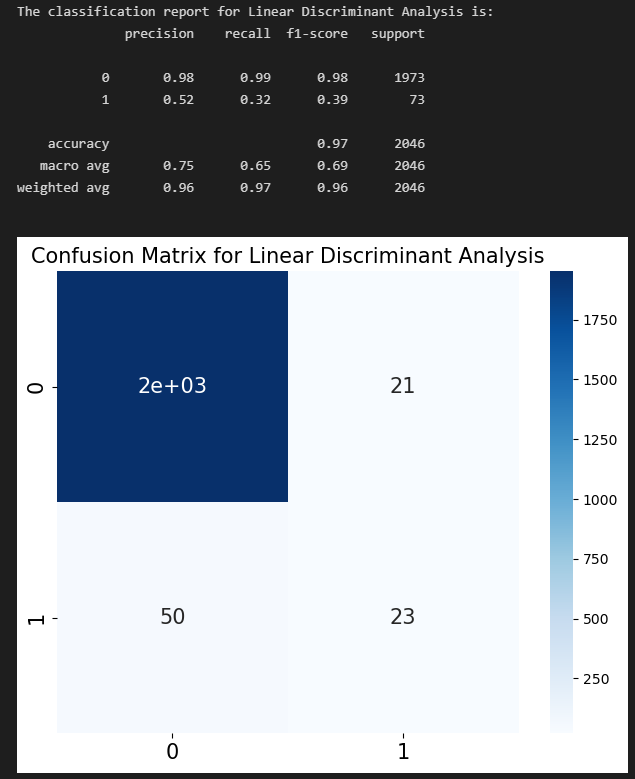 The classification report for Linear Discriminant Analysis is:
precision recall f1-score support
0 0.98 0.99 0.98 1973
1 0.52 0.32 0.39 73
accuracy 0.97 2046
macro avg 0.75 0.65 0.69 2046
weighted avg 0.96 0.97 0.96 2046
Confusion Matrix for Linear Discriminant Analysis
0
2e+03 21
1
50 23
0 1
1750
1500
1250
1000
750
500
250